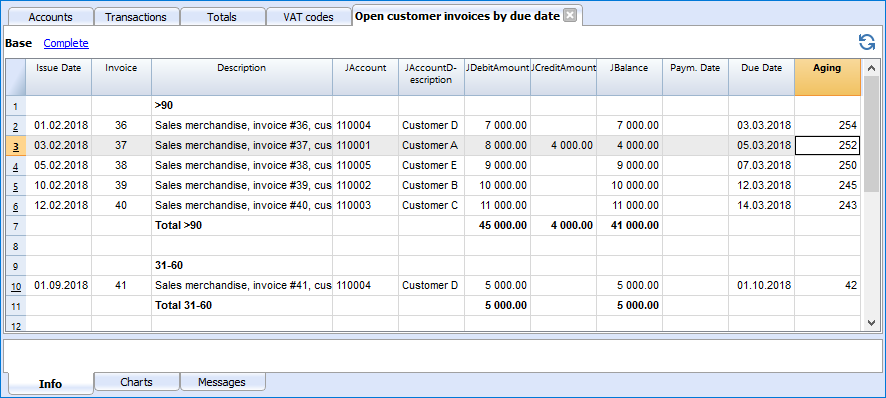 Accounts Transactions Totals VAT codes Open customer invoices by due date
Base Complete
Issue Date Invoice Description JAccount JAccountD-escription JDebitAmount JCreditAmount JBalance Paym. Date Due Date Aging
1 >90
2 01.02.2018 36 Sales merchandise, invoice #36, cus 110004 Customer D 7 000.00 7 000.00 03.03.2018 254
3 03.02.2018 37 Sales merchandise, invoice #37, cus 110001 Customer A 8 000.00 4 000.00 4 000.00 05.03.2018 252
4 05.02.2018 38 Sales merchandise, invoice #38, cus 110005 Customer E 9 000.00 9 000.00 07.03.2018 250
5 10.02.2018 39 Sales merchandise, invoice #39, cus 110002 Customer B 10 000.00 10 000.00 12.03.2018 245
6 12.02.2018 40 Sales merchandise, invoice #40, cus 110003 Customer C 11 000.00 11 000.00 14.03.2018 243
7 Total >90 45 000.00 4 000.00 41 000.00
8
9 31-60
10 01.09.2018 41 Sales merchandise, invoice #41, cus 110004 Customer D 5 000.00 5 000.00 01.10.2018 42
11 Total 31-60 5 000.00 5 000.00
12
Info Charts Messages